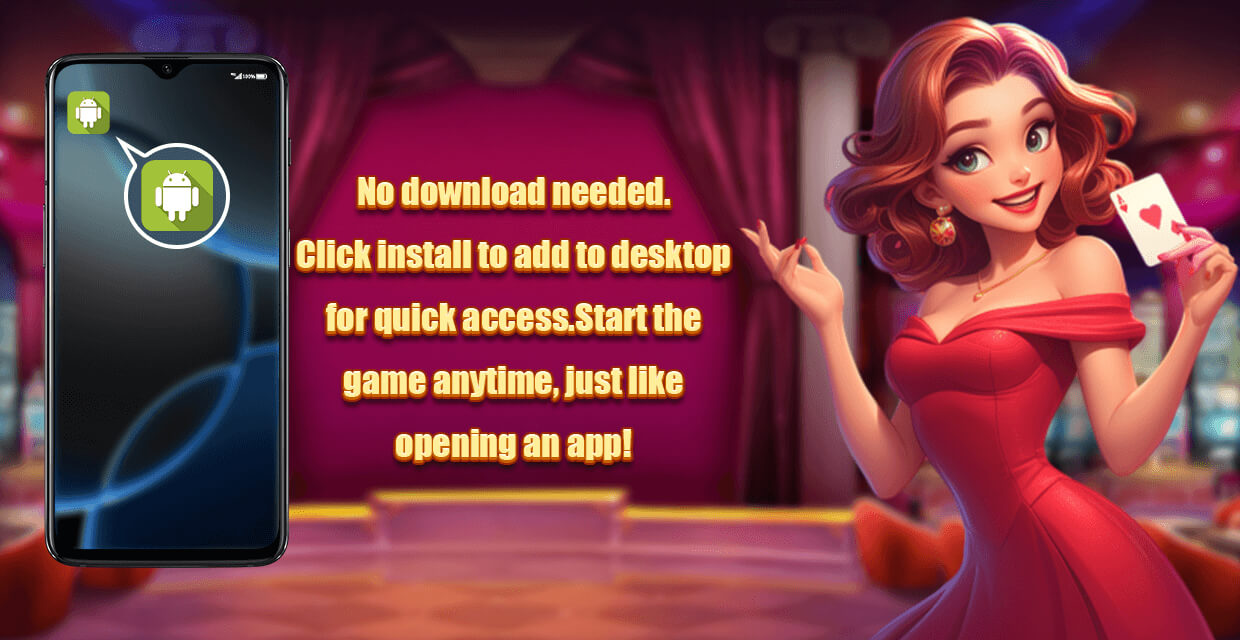 100%
No download needed.
Click install to add to desktop
for quick access.Start the
game anytime, just like
opening an app!
A